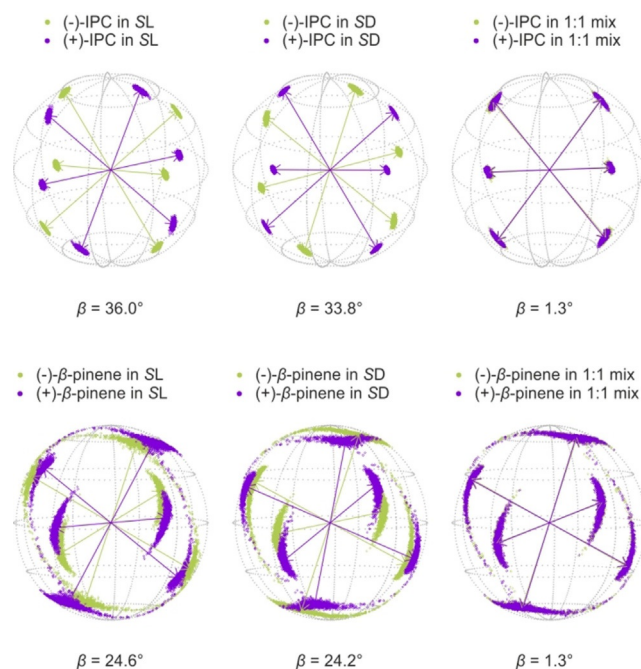 (-)-IPC in SL
(+)-IPC in SL
(-)-IPC in SD
(+)-IPC in SD
(-)-IPC in 1:1 mix
(+)-IPC in 1:1 mix
β = 36.0°
β = 33.8°
β = 1.3°
(-)-β-pinene in SL
(+)-β-pinene in SL
(-)-β-pinene in SD
(+)-β-pinene in SD
(-)-β-pinene in 1:1 mix
(+)-β-pinene in 1:1 mix
β = 24.6°
β = 24.2°
β = 1.3°